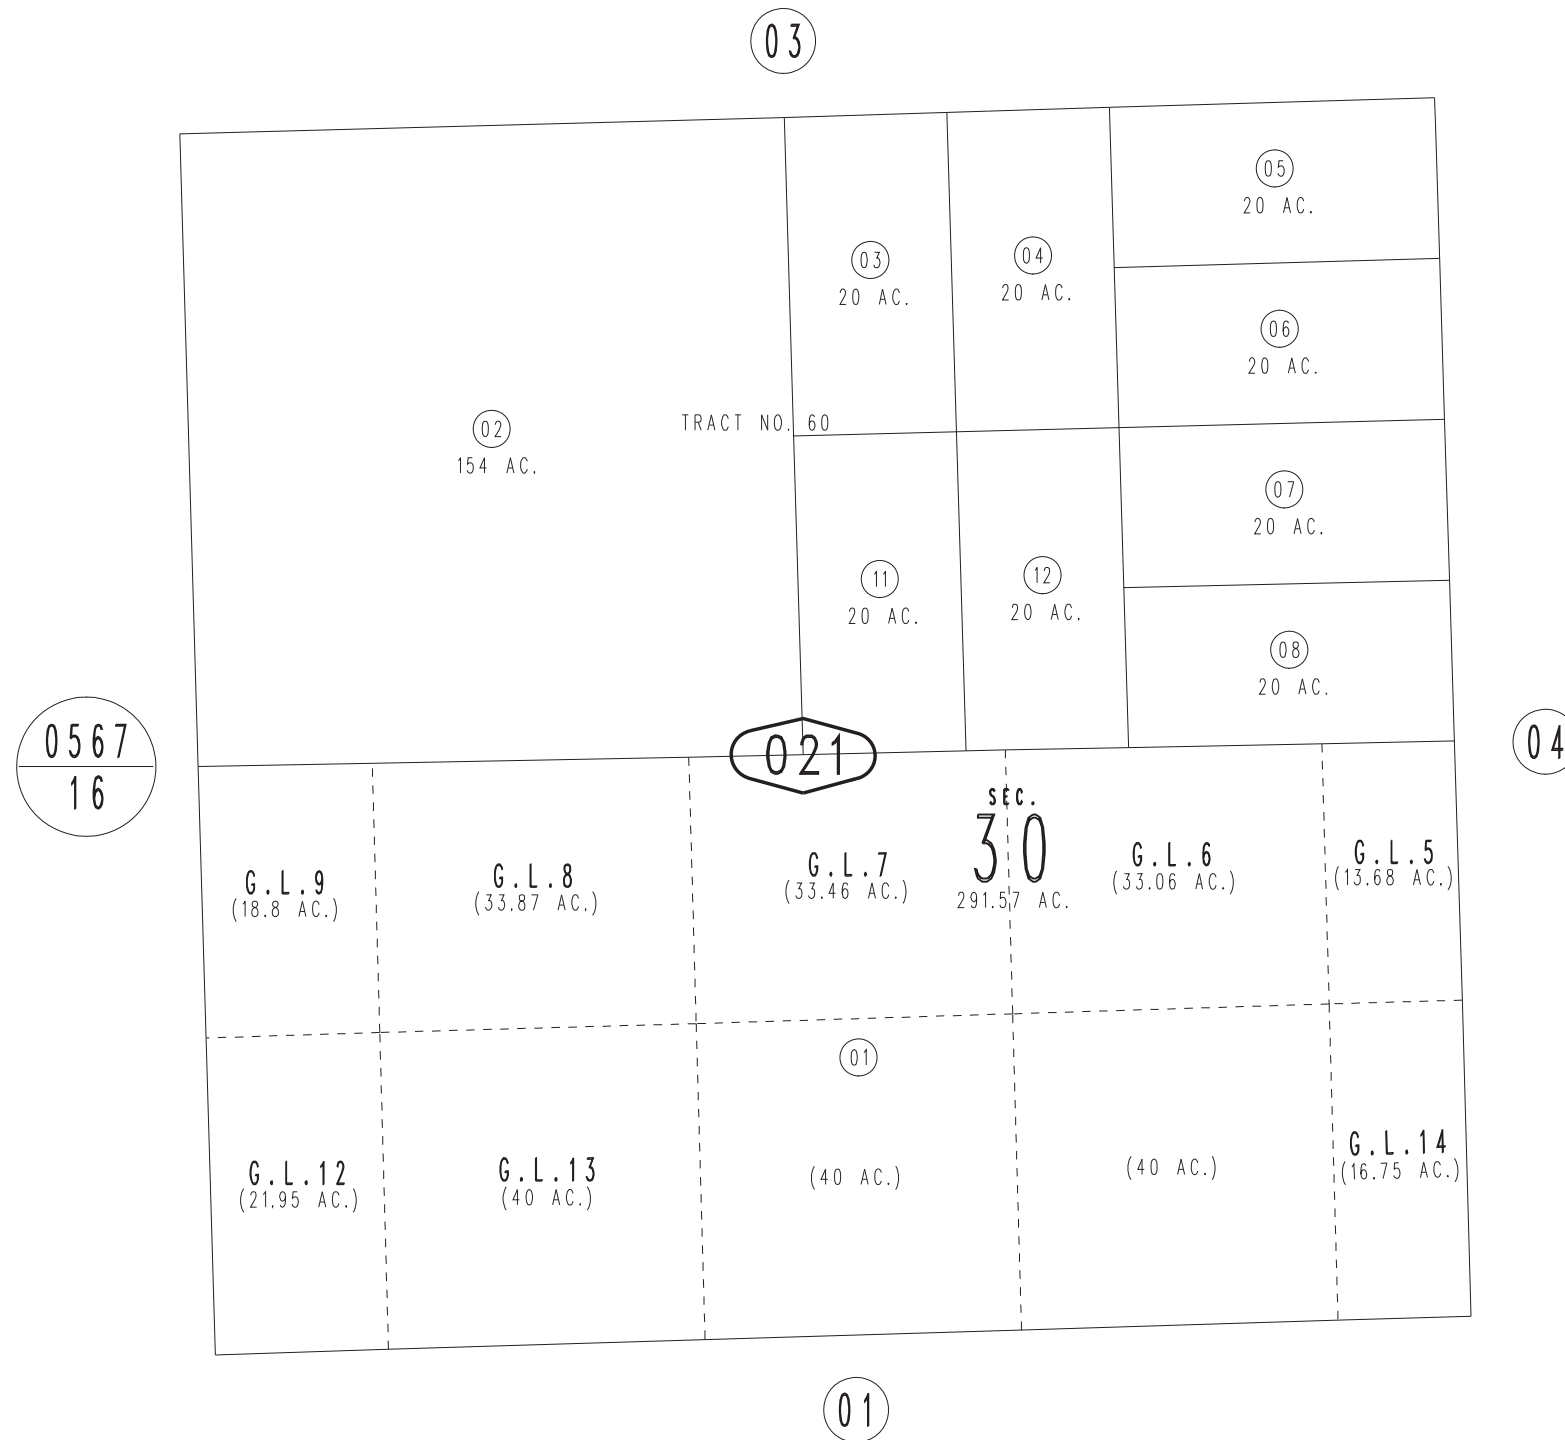 03
05
20 AC.
03
20 AC.
04
20 AC.
06
20 AC.
02
154 AC.
TRACT NO. 60
07
20 AC.
11
20 AC.
12
20 AC.
08
20 AC.
0567
16
021
04
SEC.
30
291.57 AC.
G.L.9
(18.8 AC.)
G.L.8
(33.87 AC.)
G.L.7
(33.46 AC.)
G.L.6
(33.06 AC.)
G.L.5
(13.68 AC.)
01
G.L.12
(21.95 AC.)
G.L.13
(40 AC.)
(40 AC.)
(40 AC.)
G.L.14
(16.75 AC.)
01